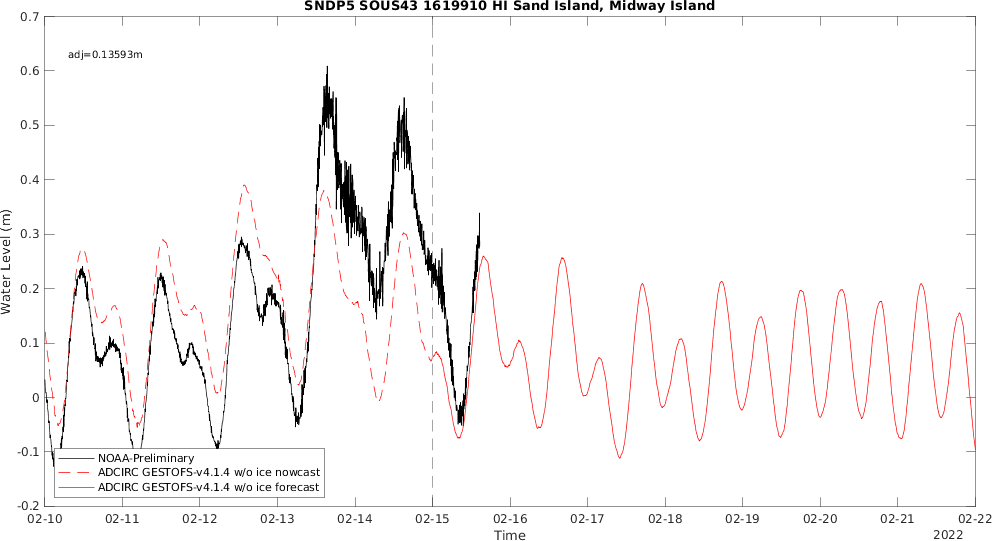 SNDP5 SOUS43 1619910 HI Sand Island, Midway Island
adj=0.13593m
0.7
0.6
0.5
0.4
0.3
0.2
0.1
0
-0.1
-0.2
Water Level (m)
NOAA-Preliminary
ADCIRC GESTOFS-v4.1.4 w/o ice nowcast
ADCIRC GESTOFS-v4.1.4 w/o ice forecast
02-10 02-11 02-12 02-13 02-14 02-15 02-16 02-17 02-18 02-19 02-20 02-21 02-22
Time
2022